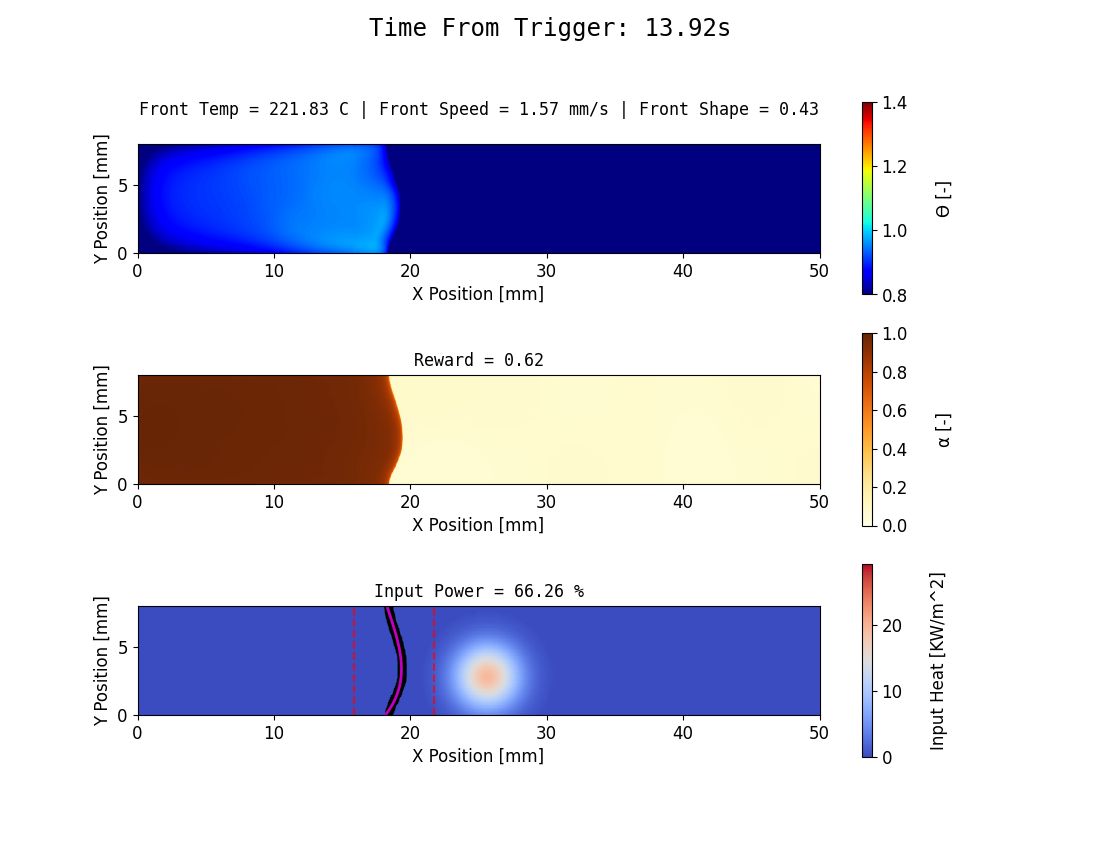 Time From Trigger: 13.92s
Front Temp = 221.83 C | Front Speed = 1.57 mm/s | Front Shape = 0.43
Y Position [mm]
5
0
0 10 20 30 40 50
X Position [mm]
1.4
1.2
1.0
0.8
Θ [-]
Reward = 0.62
Y Position [mm]
5
0
0 10 20 30 40 50
X Position [mm]
1.0
0.8
0.6
0.4
0.2
0.0
α [-]
Input Power = 66.26 %
Y Position [mm]
5
0
0 10 20 30 40 50
X Position [mm]
20
10
0
Input Heat [KW/m^2]